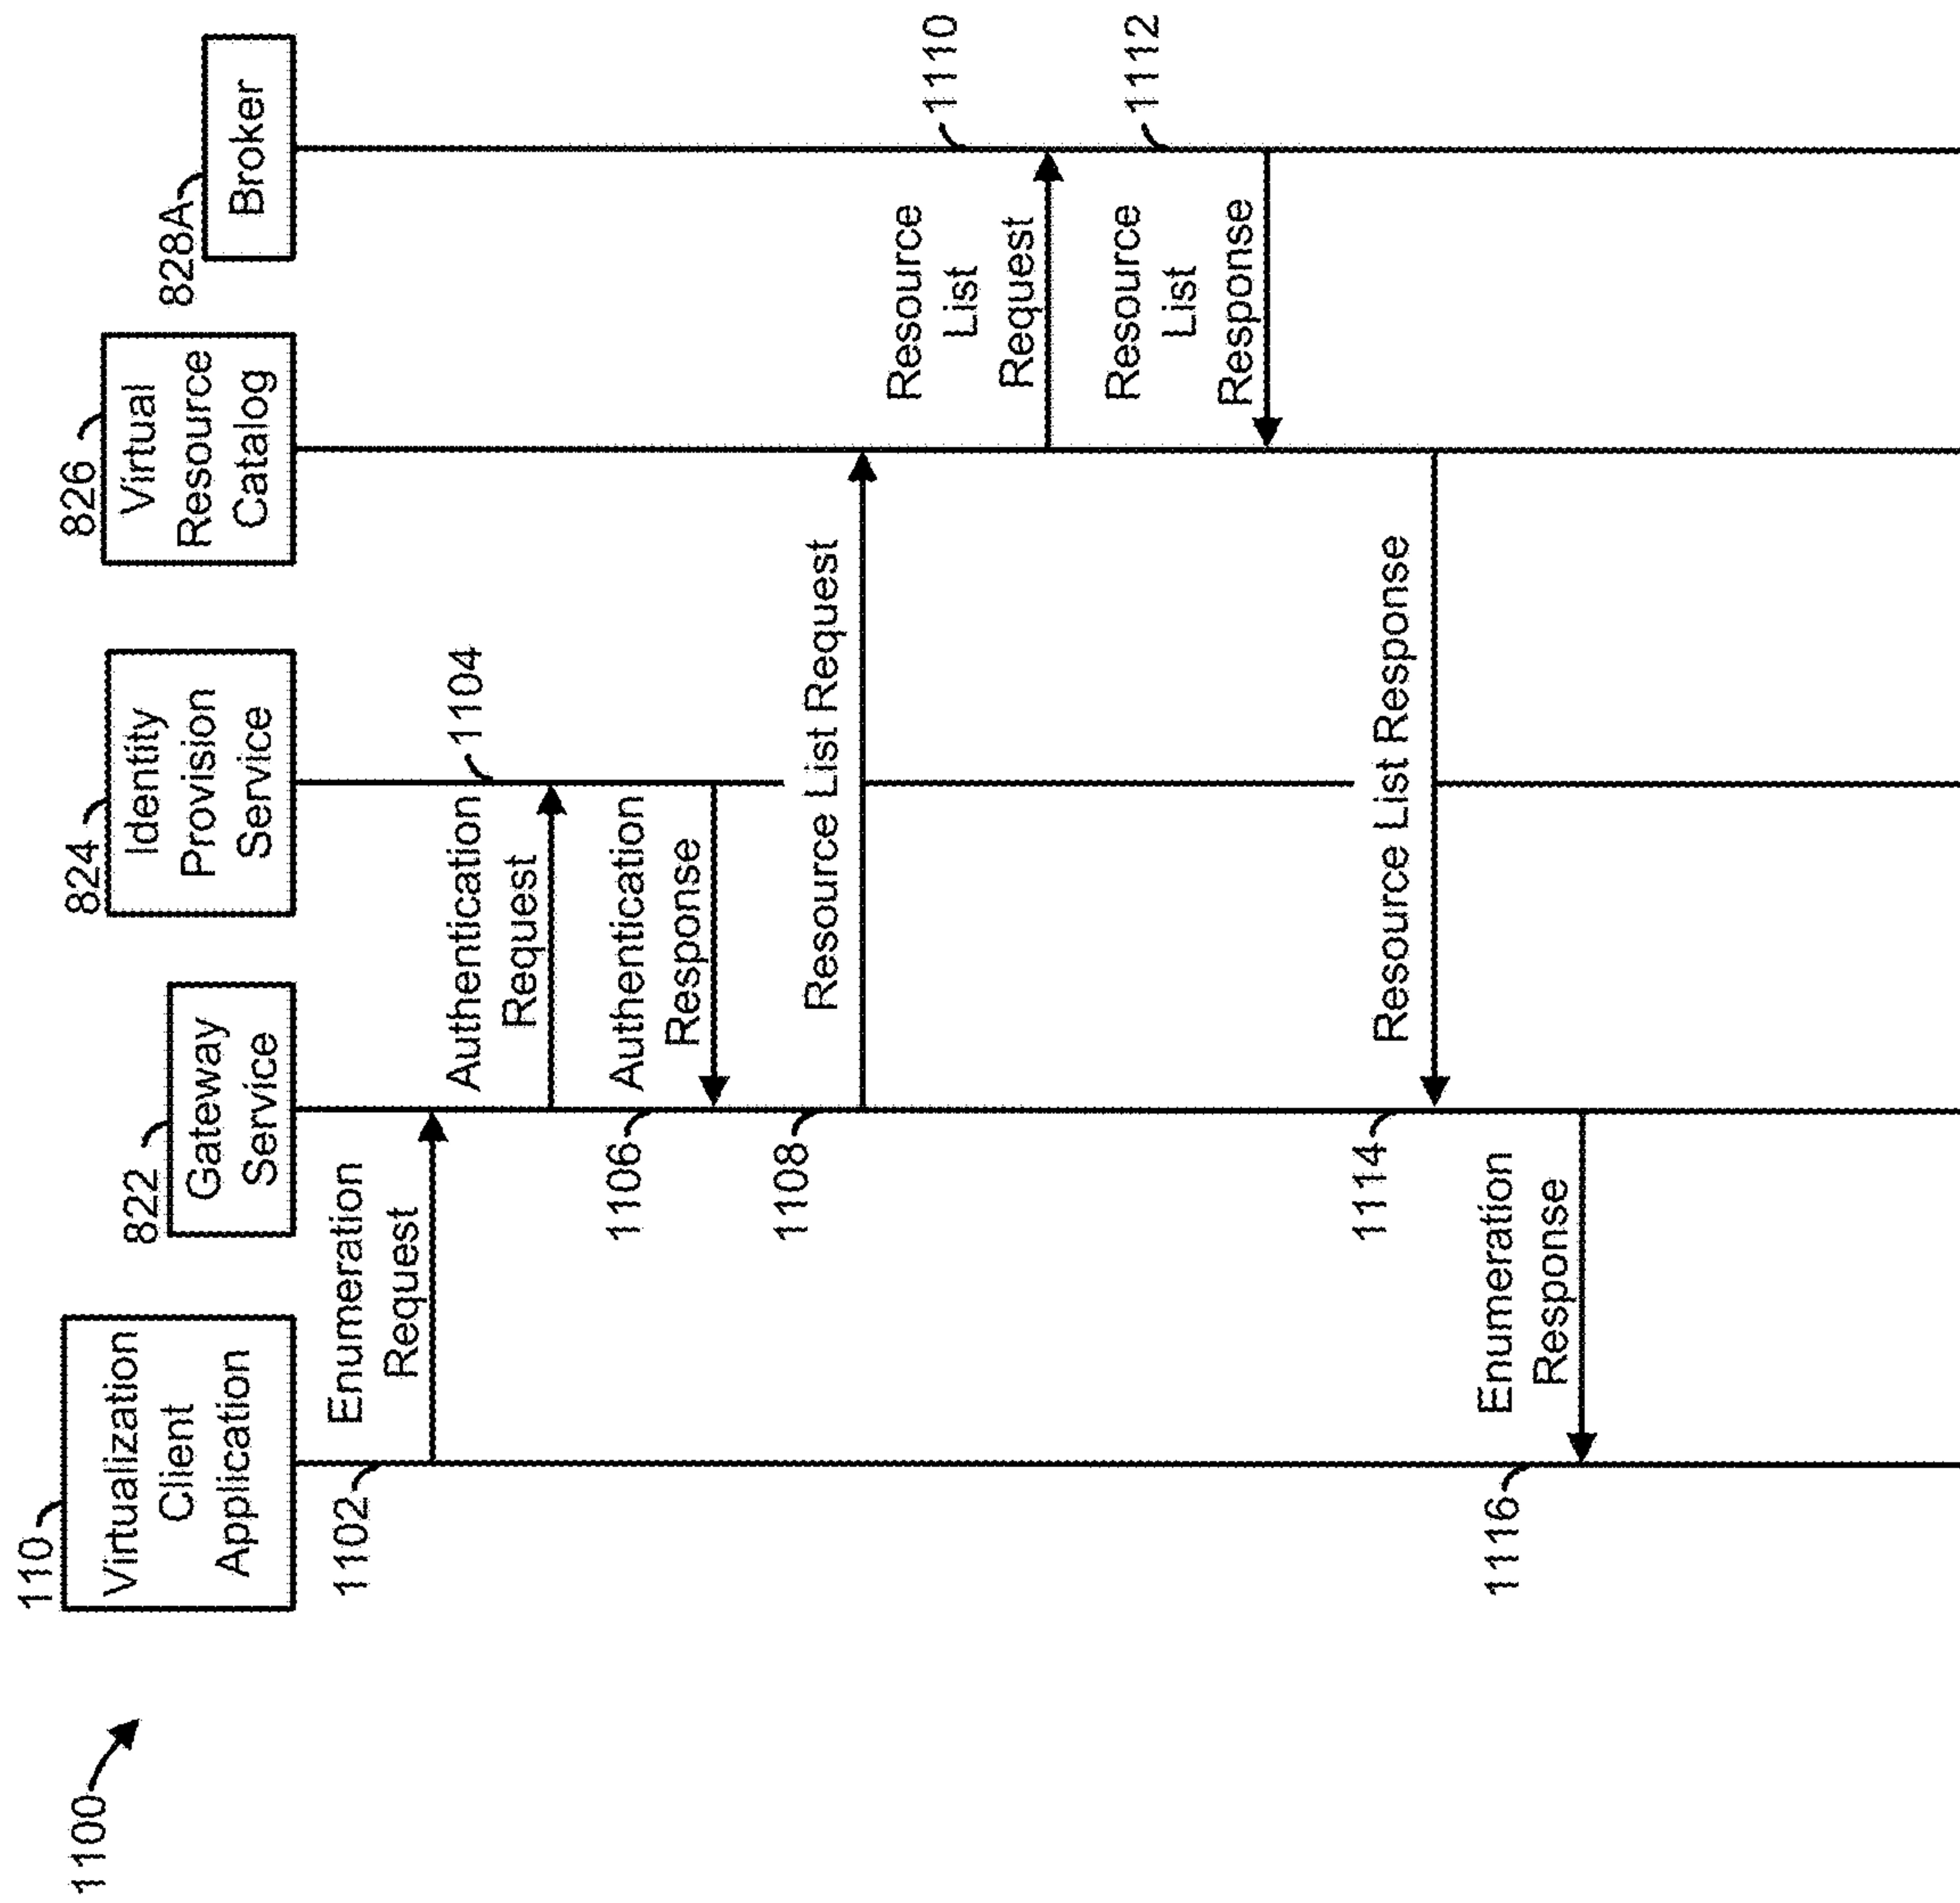 1100
110
Virtualization
Client
Application
822
Gateway
Service
824
Identity
Provision
Service
826
Virtual
Resource
Catalog
828A
Broker
1102
Enumeration
Request
Authentication
Request
1104
Authentication
Response
1106
1108
Resource List Request
Resource
List
Request
1110
Resource
List
Response
1112
Resource List Response
1114
Enumeration
Response
1116